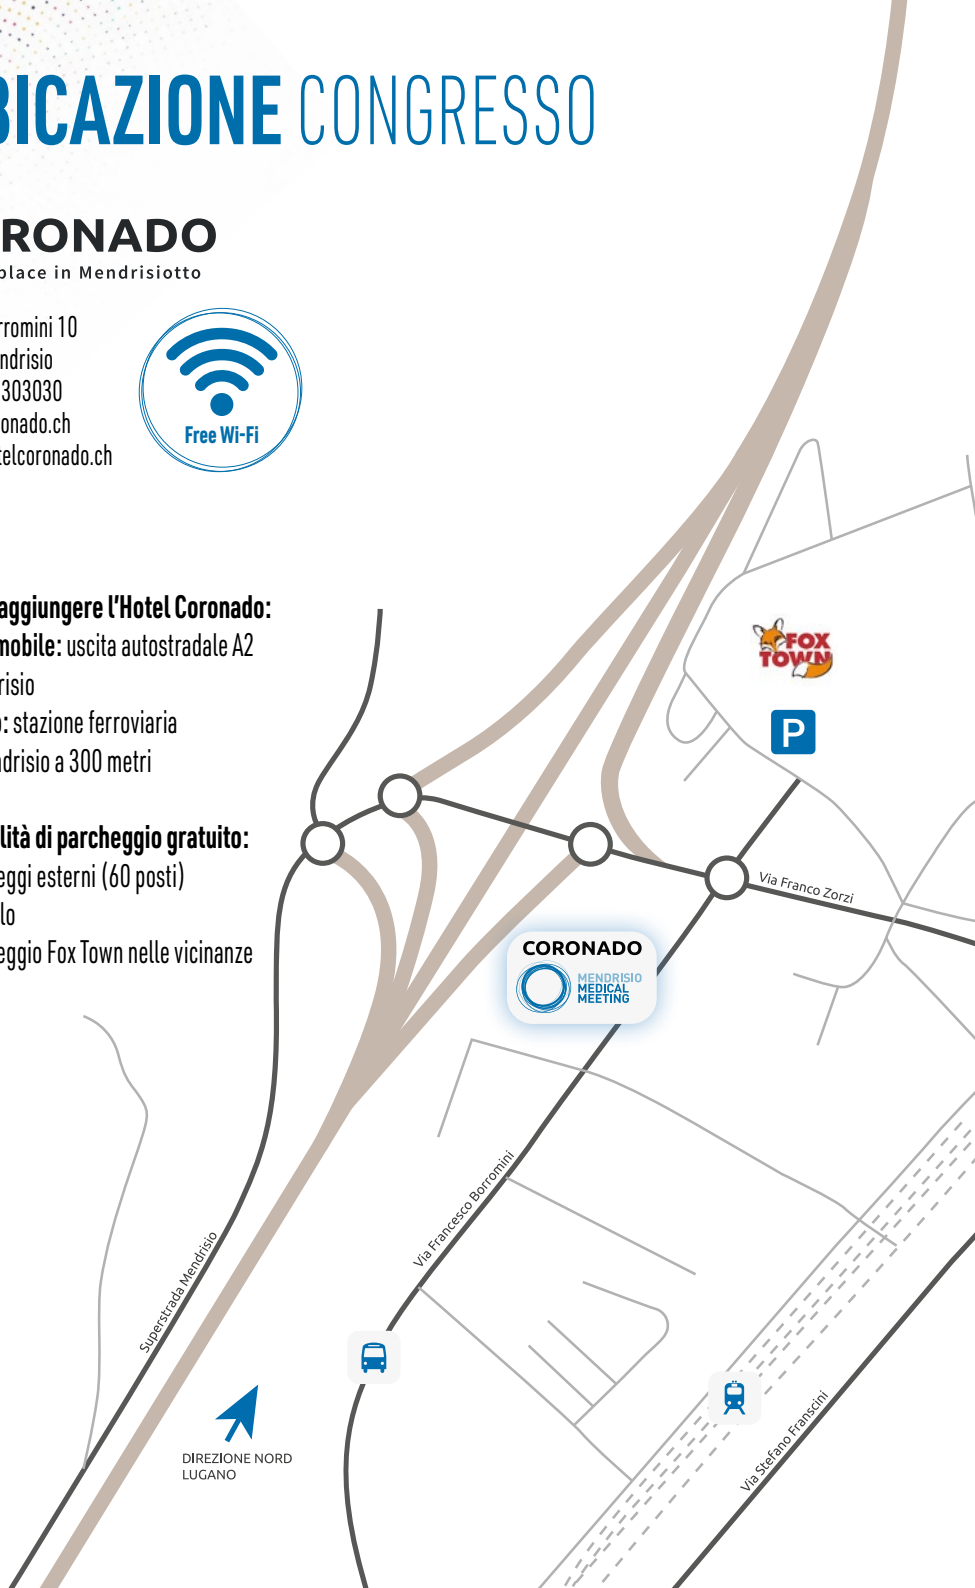 BICAZIONE CONGRESSO
RONADO
place in Mendrisiotto
rromini 10
ndrisio
303030
onado.ch
telcoronado.ch
Free Wi-Fi
aggiungere l'Hotel Coronado:
mobile: uscita autostradale A2
risio
o: stazione ferroviaria
ndrisio a 300 metri
lità di parcheggio gratuito:
eggi esterni (60 posti)
lo
eggio Fox Town nelle vicinanze
FOX
TOWN
P
Via Franco Zorzi
CORONADO
MENDRISIO
MEDICAL
MEETING
Via Francesco Borromini
Superstrada Mendrisio
Via Stefano Franscini
DIREZIONE NORD
LUGANO